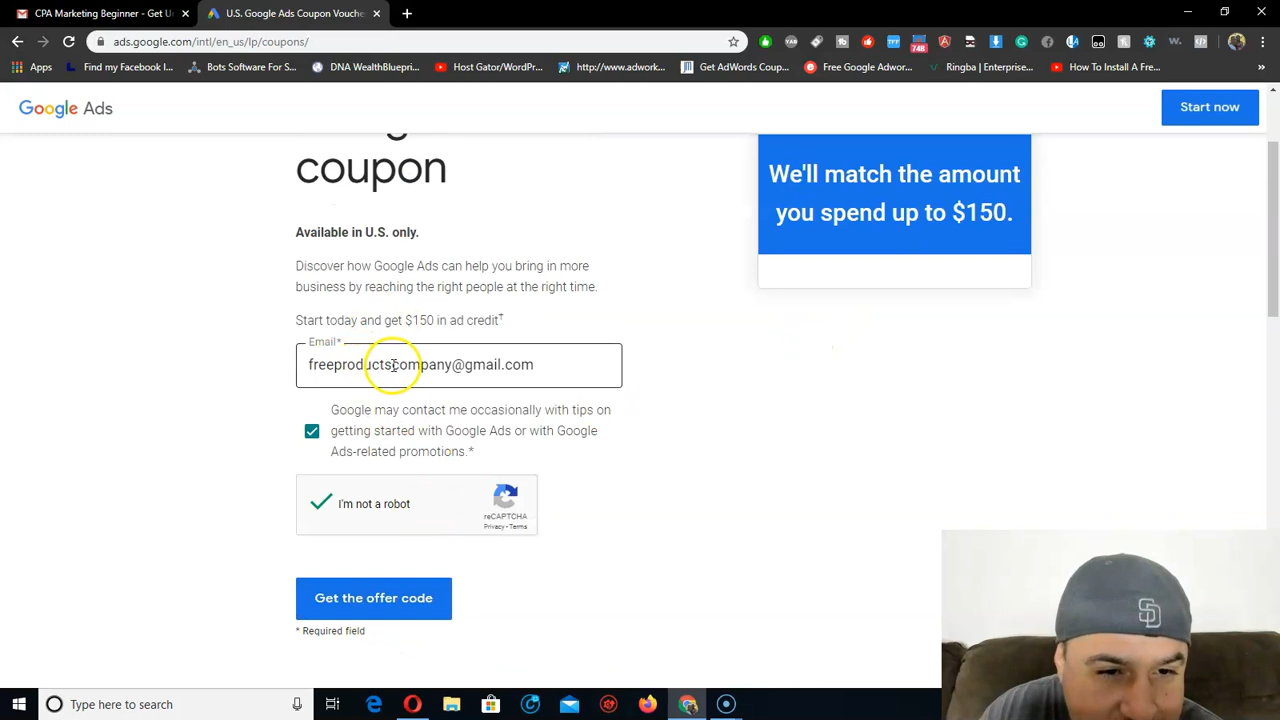 CPA Marketing Beginner - Get U
U.S. Google Ads Coupon Vouche
ads.google.com/intl/en_us/lp/coupons/
748
YAB
TFF
W.
Apps
Find my Facebook I...
Bots Software For S...
DNA WealthBluepri...
Host Gator/WordPr...
http://www.adwork...
Get AdWords Coup...
Free Google Adwor...
Ringba | Enterprise...
How To Install A Fre...
Google Ads
Start now
coupon
We'll match the amount
you spend up to $150.
Available in U.S. only.
Discover how Google Ads can help you bring in more
business by reaching the right people at the right time.
Start today and get $150 in ad credit†
Email*
freeproductscompany@gmail.com
Google may contact me occasionally with tips on
getting started with Google Ads or with Google
Ads-related promotions.*
I'm not a robot
reCAPTCHA
Privacy - Terms
Get the offer code
* Required field
SD
Type here to search